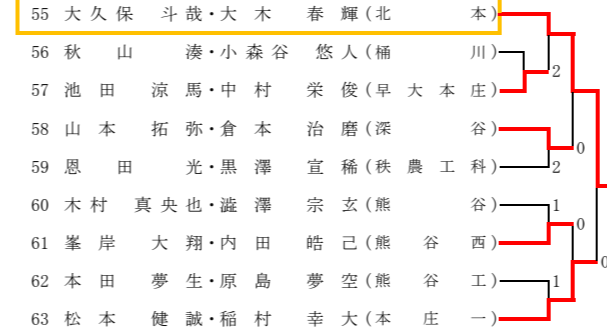 55 大久保 斗哉・大木 春輝(北 本)
56 秋山 湊・小森谷 悠人(桶 川)
2
57 池田 涼馬・中村 栄俊(早大本庄)
58 山本 拓弥・倉本 治磨(深 谷)
0
59 恩田 光・黒澤 宣稀(秩農工科)
2
60 木村 真央也・澁澤 宗玄(熊 谷)
1
0
61 峯岸 大翔・内田 皓己(熊谷西)
0
62 本田 夢生・原島 夢空(熊谷工)
1
63 松本 健誠・稲村 幸大(本庄一)